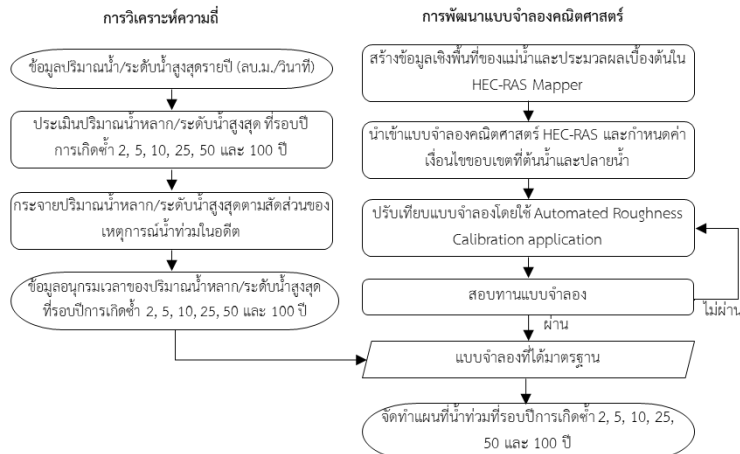 การวิเคราะห์ความถี่
ข้อมูลปริมาณน้ำ/ระดับน้ำสูงสุดรายปี (ลบ.ม./วินาที)
ประเมินปริมาณน้ำหลาก/ระดับน้ำสูงสุด ที่รอบปี
การเกิดซ้ำ 2, 5, 10, 25, 50 และ 100 ปี
กระจายปริมาณน้ำหลาก/ระดับน้ำสูงสุดตามสัดส่วนของ
เหตุการณ์น้ำท่วมในอดีต
ข้อมูลอนุกรมเวลาของปริมาณน้ำหลาก/ระดับน้ำสูงสุด
ที่รอบปีการเกิดซ้ำ 2, 5, 10, 25, 50 และ 100 ปี
การพัฒนาแบบจำลองคณิตศาสตร์
สร้างข้อมูลเชิงพื้นที่ของแม่น้ำและประมวลผลเบื้องต้นใน
HEC-RAS Mapper
นำเข้าแบบจำลองคณิตศาสตร์ HEC-RAS และกำหนดค่า
เงื่อนไขขอบเขตที่ต้นน้ำและปลายน้ำ
ปรับเทียบแบบจำลองโดยใช้ Automated Roughness
Calibration application
สอบทานแบบจำลอง
ไม่ผ่าน
ผ่าน
แบบจำลองที่ได้มาตรฐาน
จัดทำแผนที่น้ำท่วมที่รอบปีการเกิดซ้ำ 2, 5, 10, 25,
50 และ 100 ปี